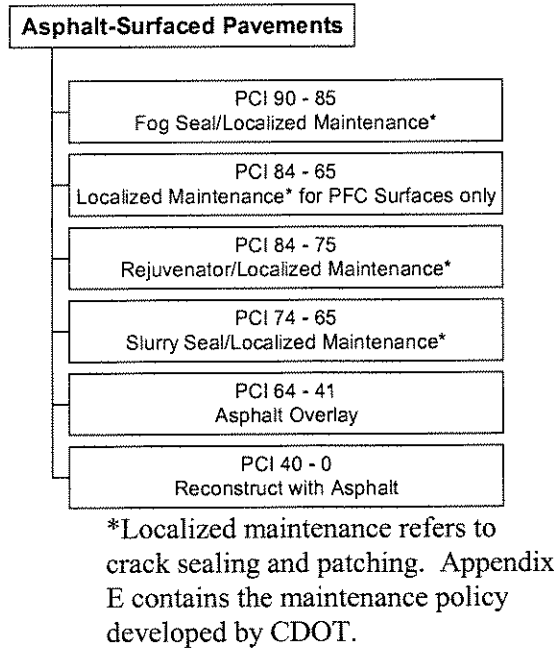 Asphalt-Surfaced Pavements
PCI 90 - 85
Fog Seal/Localized Maintenance*
PCI 84 - 65
Localized Maintenance* for PFC Surfaces only
PCI 84 - 75
Rejuvenator/Localized Maintenance*
PCI 74 - 65
Slurry Seal/Localized Maintenance*
PCI 64 - 41
Asphalt Overlay
PCI 40 - 0
Reconstruct with Asphalt
*Localized maintenance refers to
crack sealing and patching. Appendix
E contains the maintenance policy
developed by CDOT.